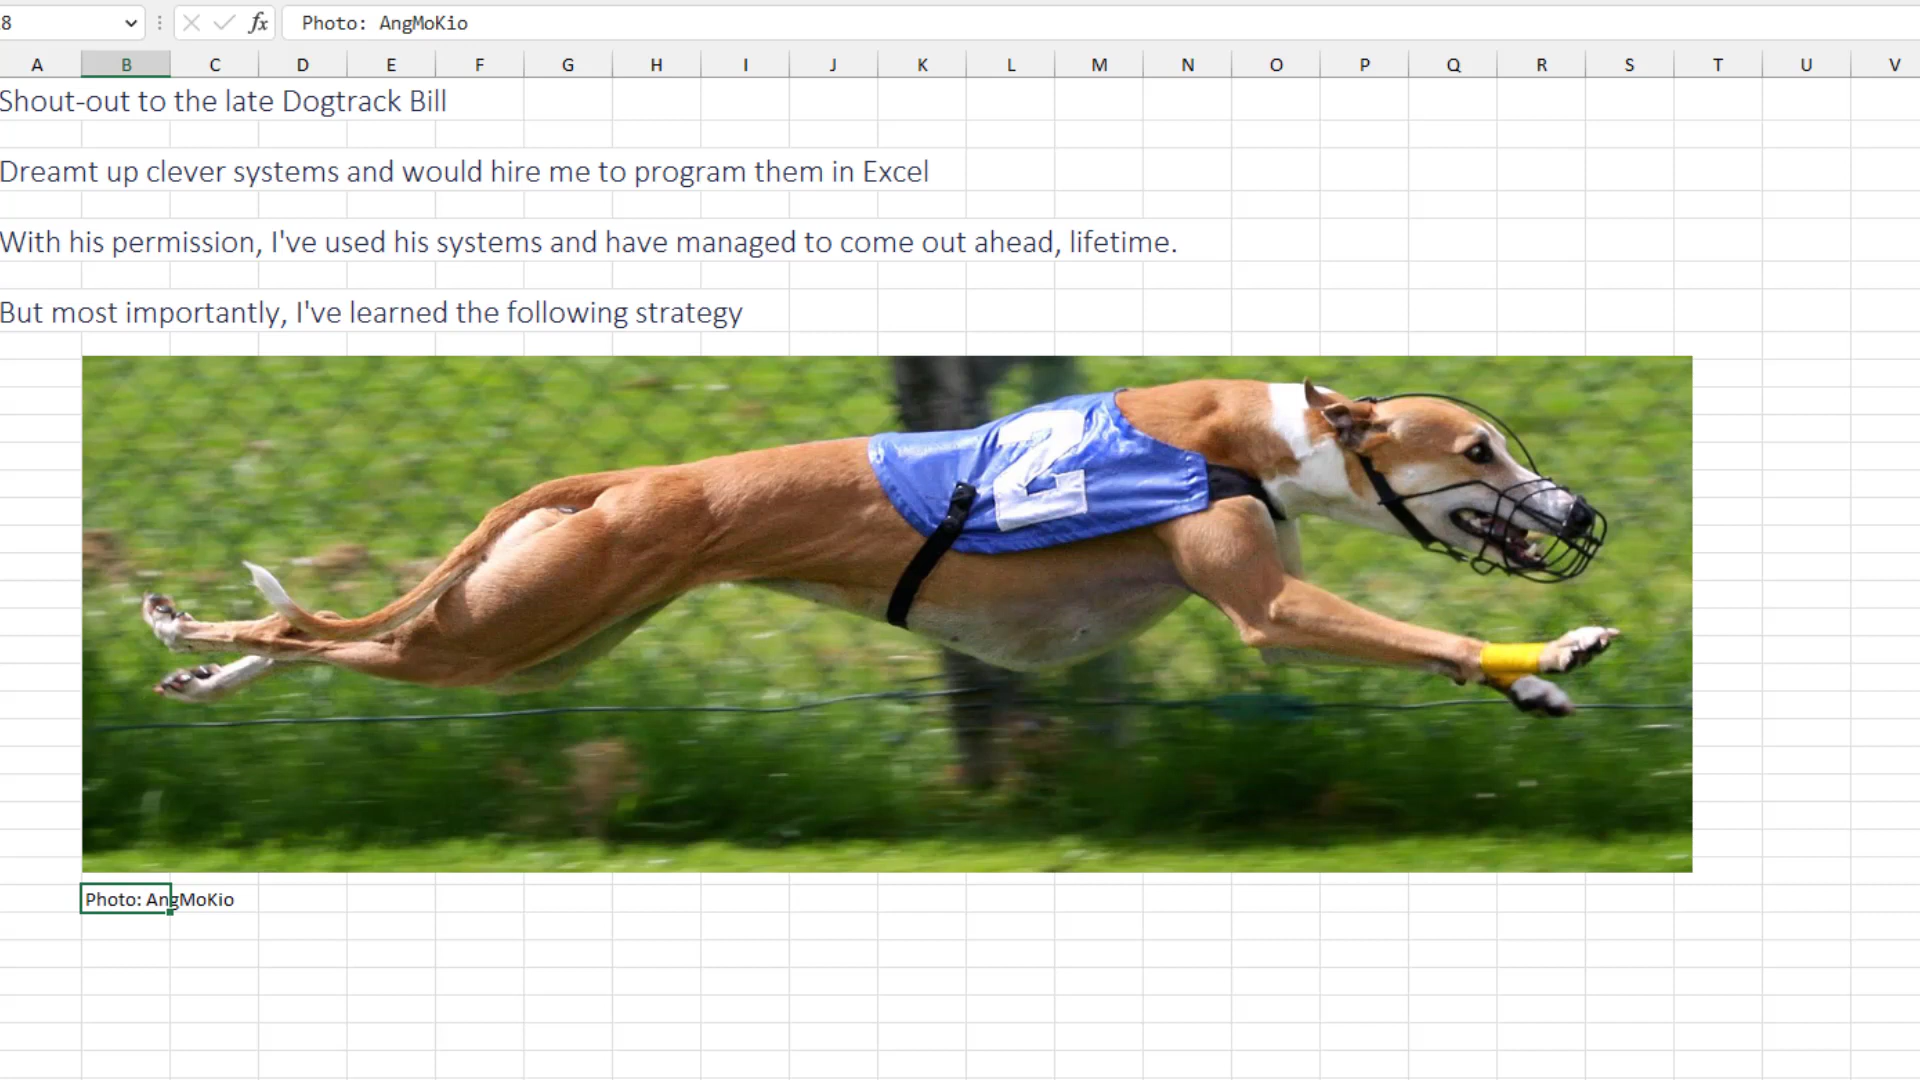 8
fx
Photo: AngMoKio
A B C D E F G H I J K L M N O P Q R S T U V
Shout-out to the late Dogtrack Bill
Dreamt up clever systems and would hire me to program them in Excel
With his permission, I've used his systems and have managed to come out ahead, lifetime.
But most importantly, I've learned the following strategy
2
Photo: AngMoKio